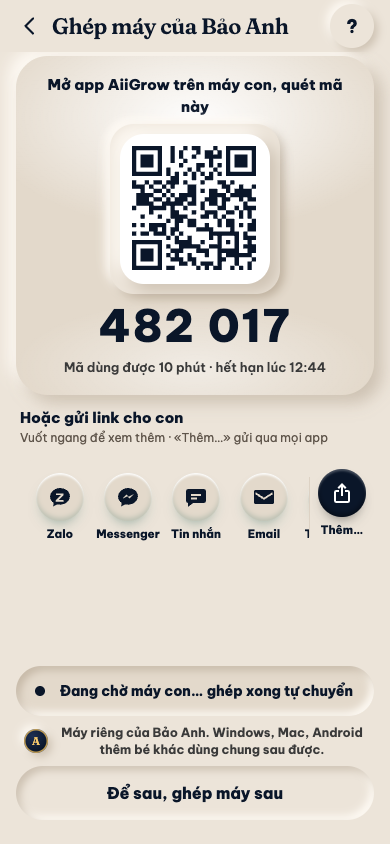 Ghép máy của Bảo Anh
?
Mở app AiiGrow trên máy con, quét mã
này
482 017
Mã dùng được 10 phút · hết hạn lúc 12:44
Hoặc gửi link cho con
Vuốt ngang để xem thêm · «Thêm...» gửi qua mọi app
Zalo
Messenger
Tin nhắn
Email
Thêm...
Đang chờ máy con... ghép xong tự chuyển
A
Máy riêng của Bảo Anh. Windows, Mac, Android
thêm bé khác dùng chung sau được.
Để sau, ghép máy sau